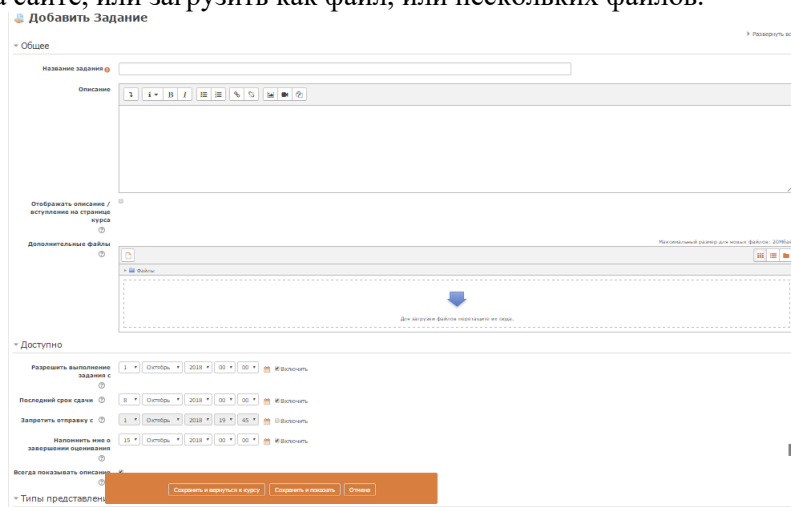 сайте, или загрузить как файл, или нескольких файлов.
Добавить Задание
Развернуть вс
Общее
Название задания
Описание
Отображать описание /
вступление на странице
курса
Дополнительные файлы
Максимальный размер для новых файлов: 20Мбай
Файлы
Для загрузки файлов перетащите их сюда.
Доступно
Разрешить выполнение
задания с
1 Октябрь 2018 00 00 Включить
Последний срок сдачи 8 Октябрь 2018 00 00 Включить
Запретить отправку с 1 Октябрь 2018 19 45 Включить
Напомнить мне о
завершении оценивания
15 Октябрь 2018 00 00 Включить
Всегда показывать описание
Сохранить и вернуться к курсу Сохранить и показать Отмена
Типы представлен